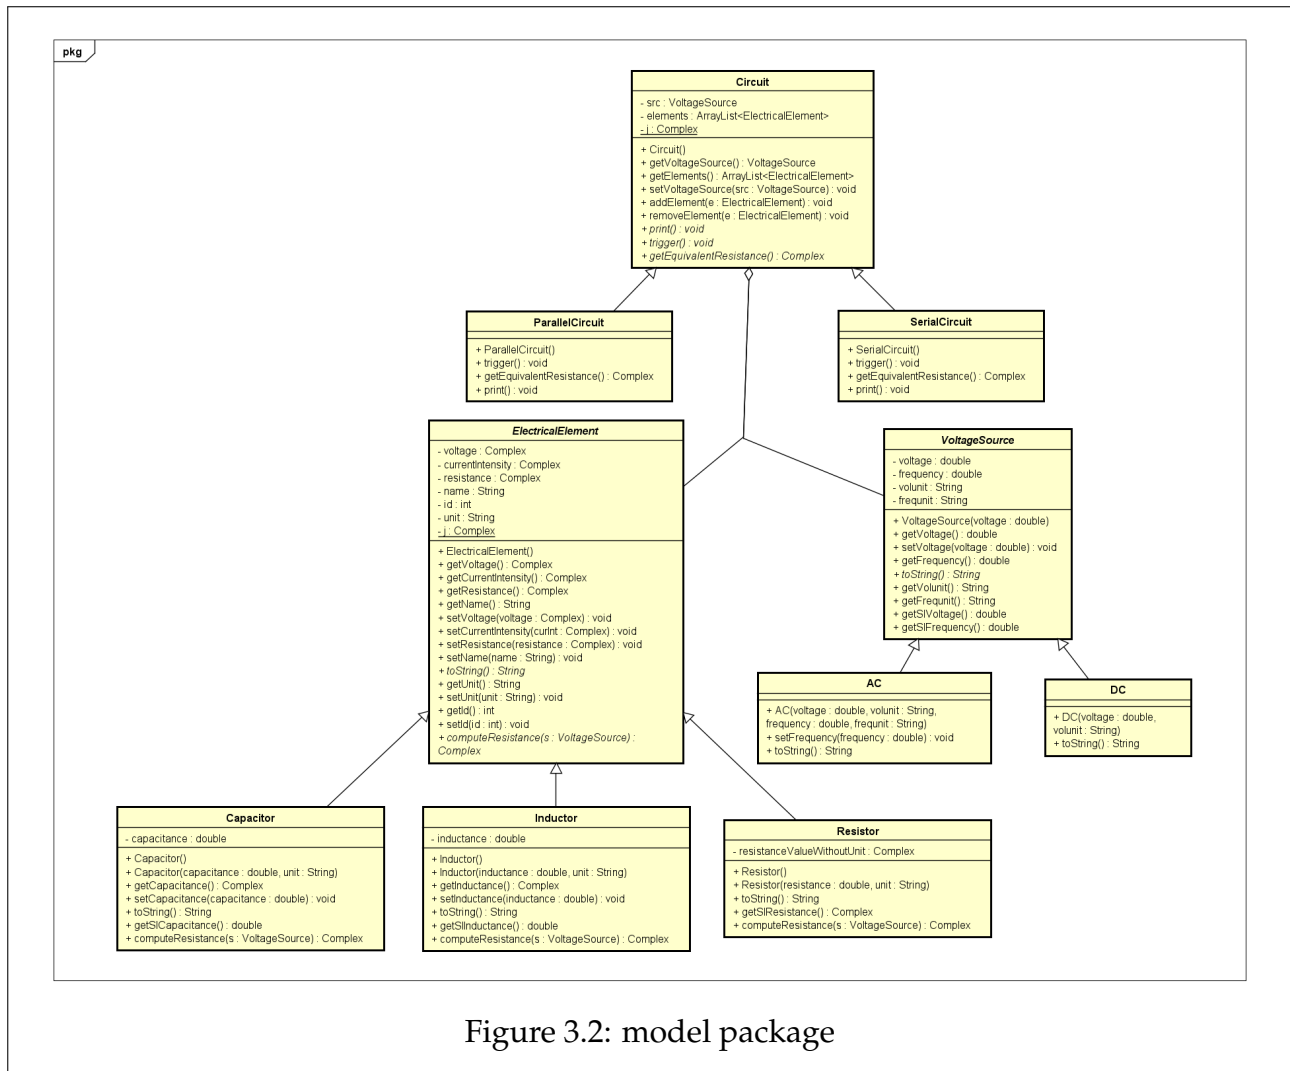 pkg
Circuit
- src : VoltageSource
- elements : ArrayList<ElectricalElement>
- j : Complex
+ Circuit()
+ getVoltageSource() : VoltageSource
+ getElements() : ArrayList<ElectricalElement>
+ setVoltageSource(src : VoltageSource) : void
+ addElement(e : ElectricalElement) : void
+ removeElement(e : ElectricalElement) : void
+ print() : void
+ trigger() : void
+ getEquivalentResistance() : Complex
ParallelCircuit
+ ParallelCircuit()
+ trigger() : void
+ getEquivalentResistance() : Complex
+ print() : void
SerialCircuit
+ SerialCircuit()
+ trigger() : void
+ getEquivalentResistance() : Complex
+ print() : void
ElectricalElement
- voltage : Complex
- currentIntensity : Complex
- resistance : Complex
- name : String
- id : int
- unit : String
- j : Complex
+ ElectricalElement()
+ getVoltage() : Complex
+ getCurrentIntensity() : Complex
+ getResistance() : Complex
+ getName() : String
+ setVoltage(voltage : Complex) : void
+ setCurrentIntensity(curInt : Complex) : void
+ setResistance(resistance : Complex) : void
+ setName(name : String) : void
+ toString() : String
+ getUnit() : String
+ setUnit(unit : String) : void
+ getId() : int
+ setId(id : int) : void
+ computeResistance(s : VoltageSource) :
Complex
VoltageSource
- voltage : double
- frequency : double
- volunit : String
- frequnit : String
+ VoltageSource(voltage : double)
+ getVoltage() : double
+ setVoltage(voltage : double) : void
+ getFrequency() : double
+ toString() : String
+ getVolunit() : String
+ getFrequnit() : String
+ getSIVoltage() : double
+ getSIFrequency() : double
AC
+ AC(voltage : double, volunit : String,
frequency : double, frequnit : String)
+ setFrequency(frequency : double) : void
+ toString() : String
DC
+ DC(voltage : double,
volunit : String)
+ toString() : String
Capacitor
- capacitance : double
+ Capacitor()
+ Capacitor(capacitance : double, unit : String)
+ getCapacitance() : Complex
+ setCapacitance(capacitance : double) : void
+ toString() : String
+ getSICapacitance() : double
+ computeResistance(s : VoltageSource) : Complex
Inductor
- inductance : double
+ Inductor()
+ Inductor(inductance : double, unit : String)
+ getInductance() : Complex
+ setInductance(inductance : double) : void
+ toString() : String
+ getSIInductance() : double
+ computeResistance(s : VoltageSource) : Complex
Resistor
- resistanceValueWithoutUnit : Complex
+ Resistor()
+ Resistor(resistance : double, unit : String)
+ toString() : String
+ getSIResistance() : Complex
+ computeResistance(s : VoltageSource) : Complex
Figure 3.2: model package